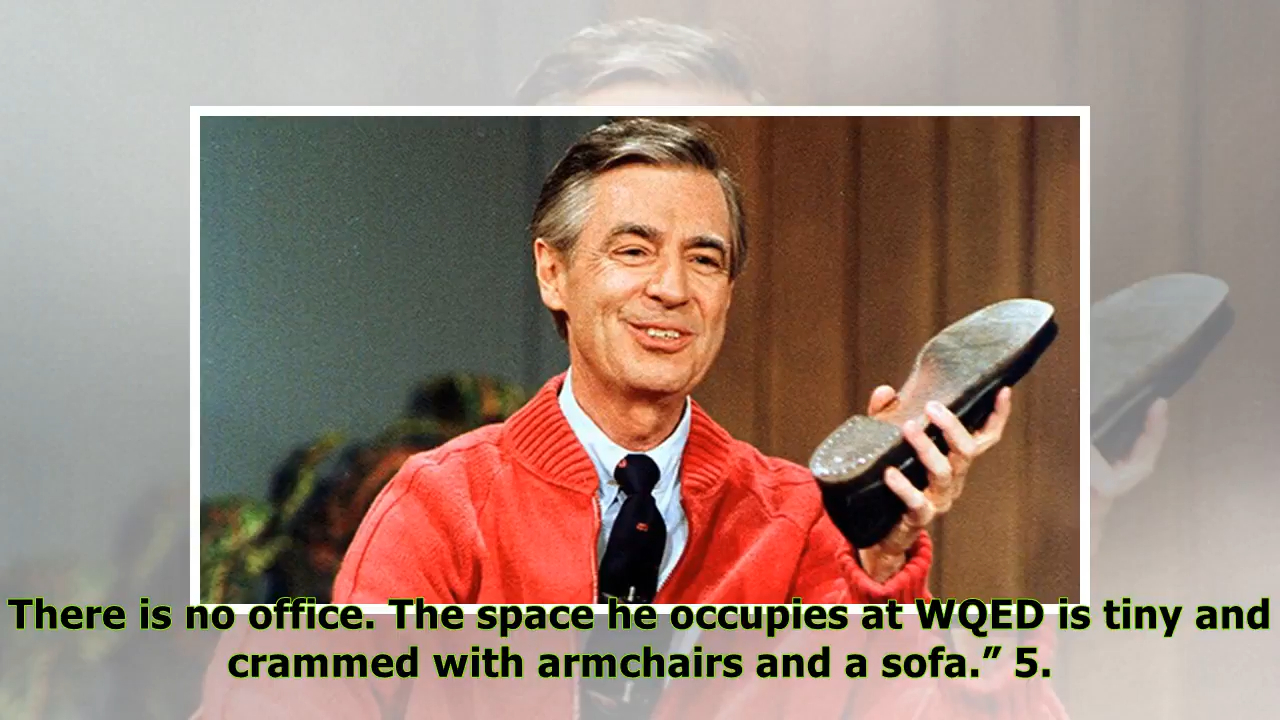 There is no office. The space he occupies at WQED is tiny and
crammed with armchairs and a sofa.” 5.